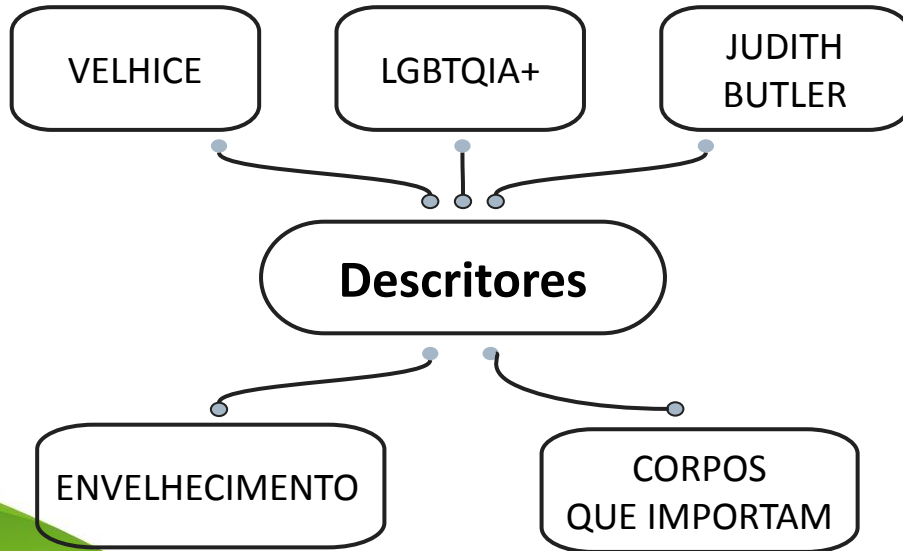 VELHICE
LGBTQIA+
JUDITH
BUTLER
Descritores
ENVELHECIMENTO
CORPOS
QUE IMPORTAM